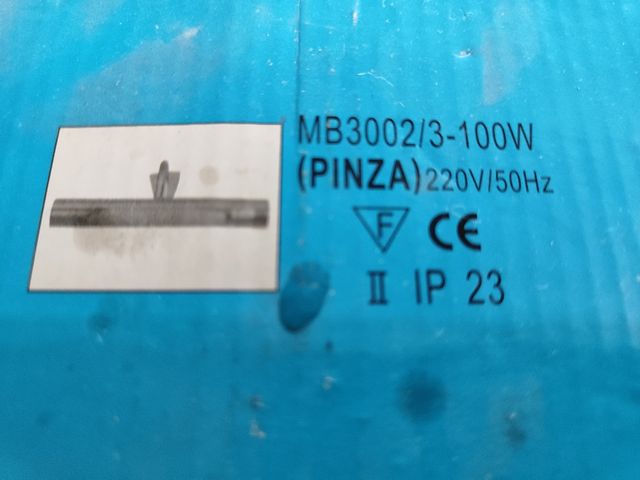 MB3002/3-100W
(PINZA)220V/50Hz
F CE
II IP 23